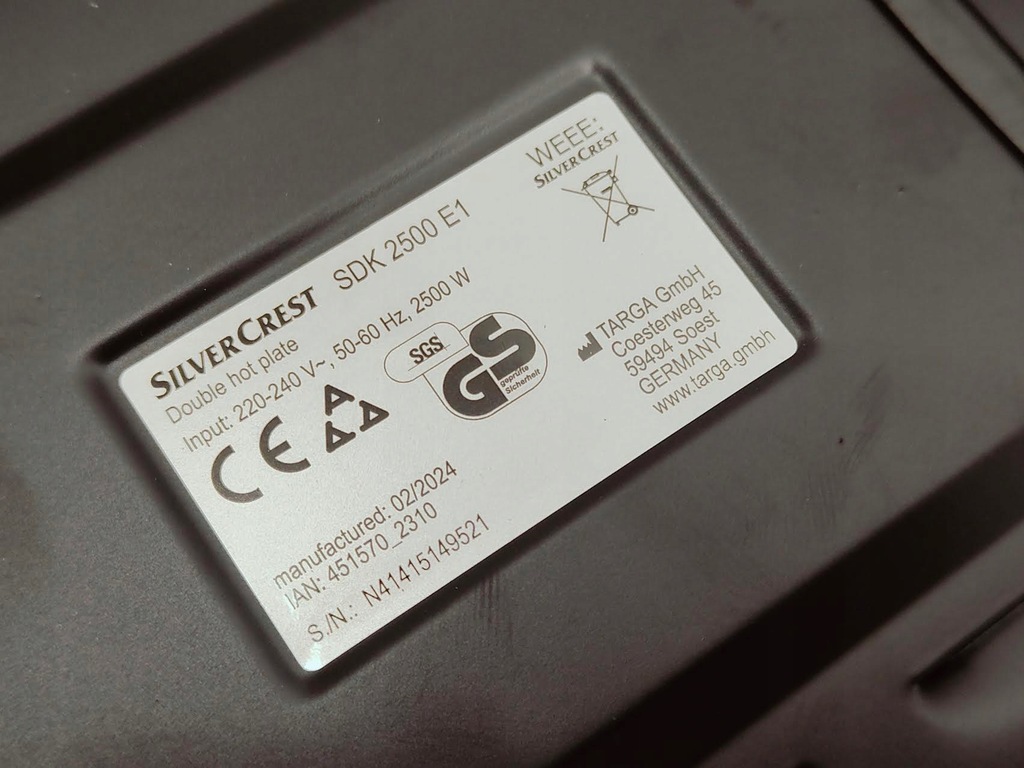 SILVERCREST SDK 2500 E1
Double hot plate
Input: 220-240 V~, 50-60 Hz, 2500 W
CE
SGS
GS
geprüfte
Sicherheit
manufactured: 02/2024
IAN: 451570_2310
S./N.: N41415149521
WEEE:
SILVERCREST
TARGA GmbH
Coesterweg 45
59494 Soest
GERMANY
www.targa.gmbh